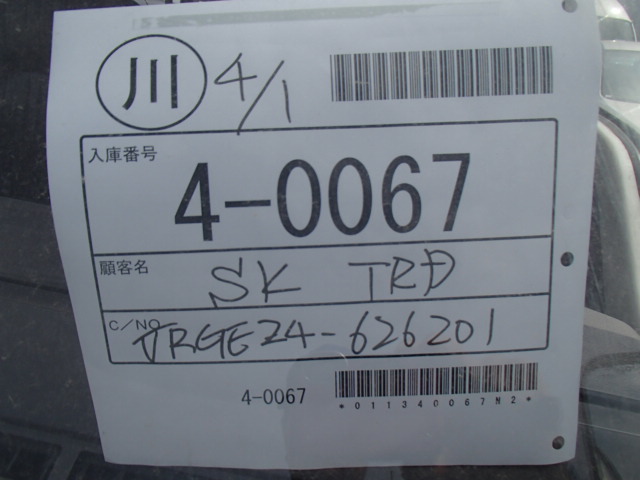 川 4/1
入庫番号
4-0067
顧客名 SK TRD
C/NO VRGE24-626201
4-0067
*011340067N2*